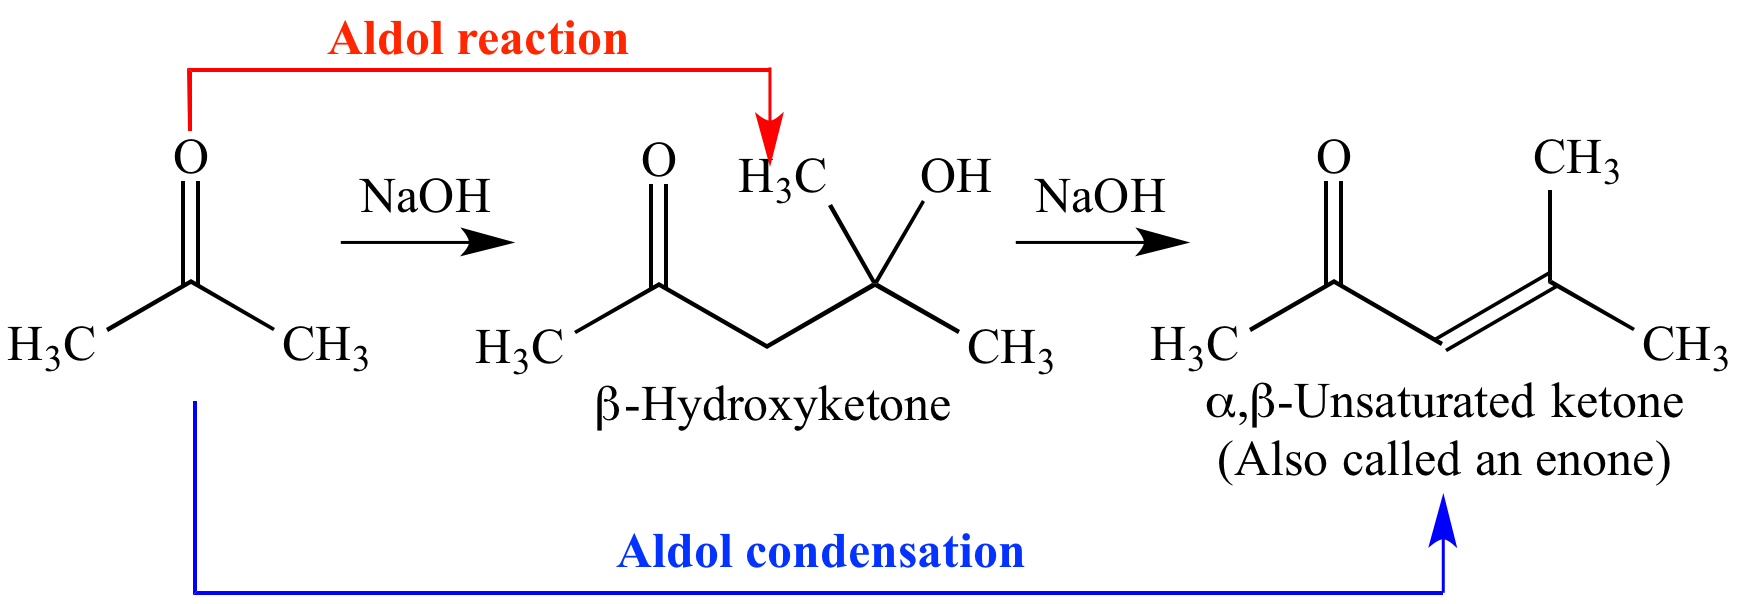 Aldol reaction
O
H₃C
CH₃
NaOH
O
H₃C
OH
H₃C
CH₃
β-Hydroxyketone
NaOH
O
CH₃
H₃C
CH₃
α,β-Unsaturated ketone
(Also called an enone)
Aldol condensation